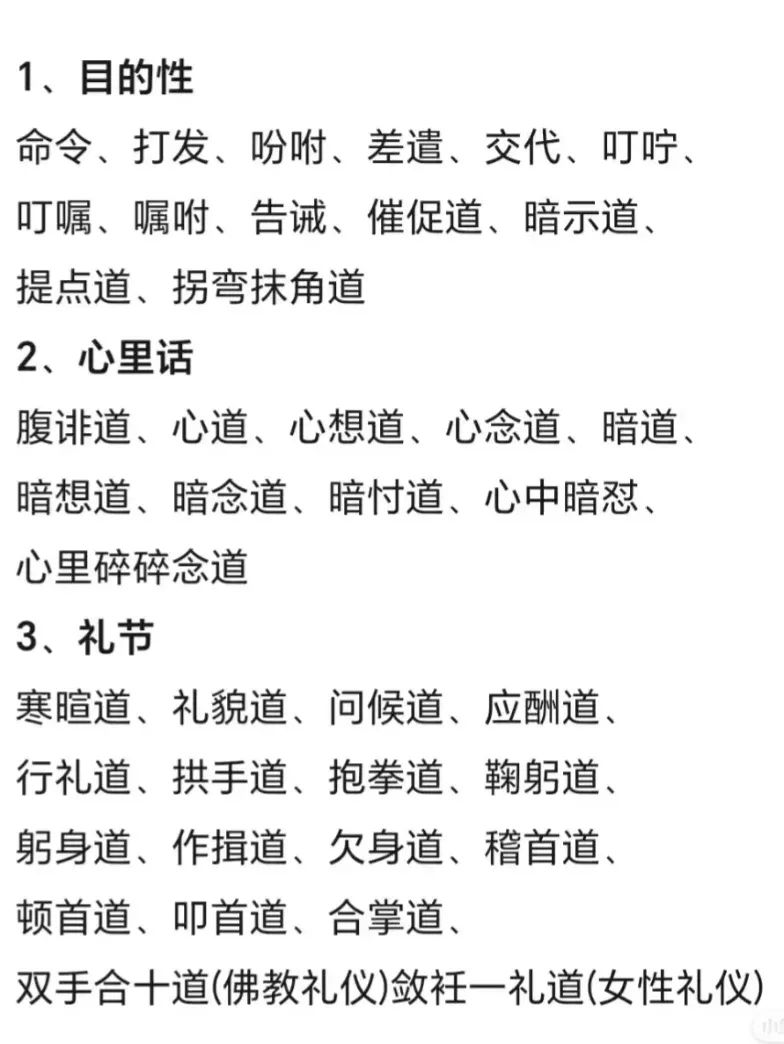 1、目的性
命令、打发、吩咐、差遣、交代、叮咛、
叮嘱、嘱咐、告诫、催促道、暗示道、
提点道、拐弯抹角道
2、心里话
腹诽道、心道、心想道、心念道、暗道、
暗想道、暗念道、暗忖道、心中暗怼、
心里碎碎念道
3、礼节
寒暄道、礼貌道、问候道、应酬道、
行礼道、拱手道、抱拳道、鞠躬道、
躬身道、作揖道、欠身道、稽首道、
顿首道、叩首道、合掌道、
双手合十道(佛教礼仪)敛衽一礼道(女性礼仪)